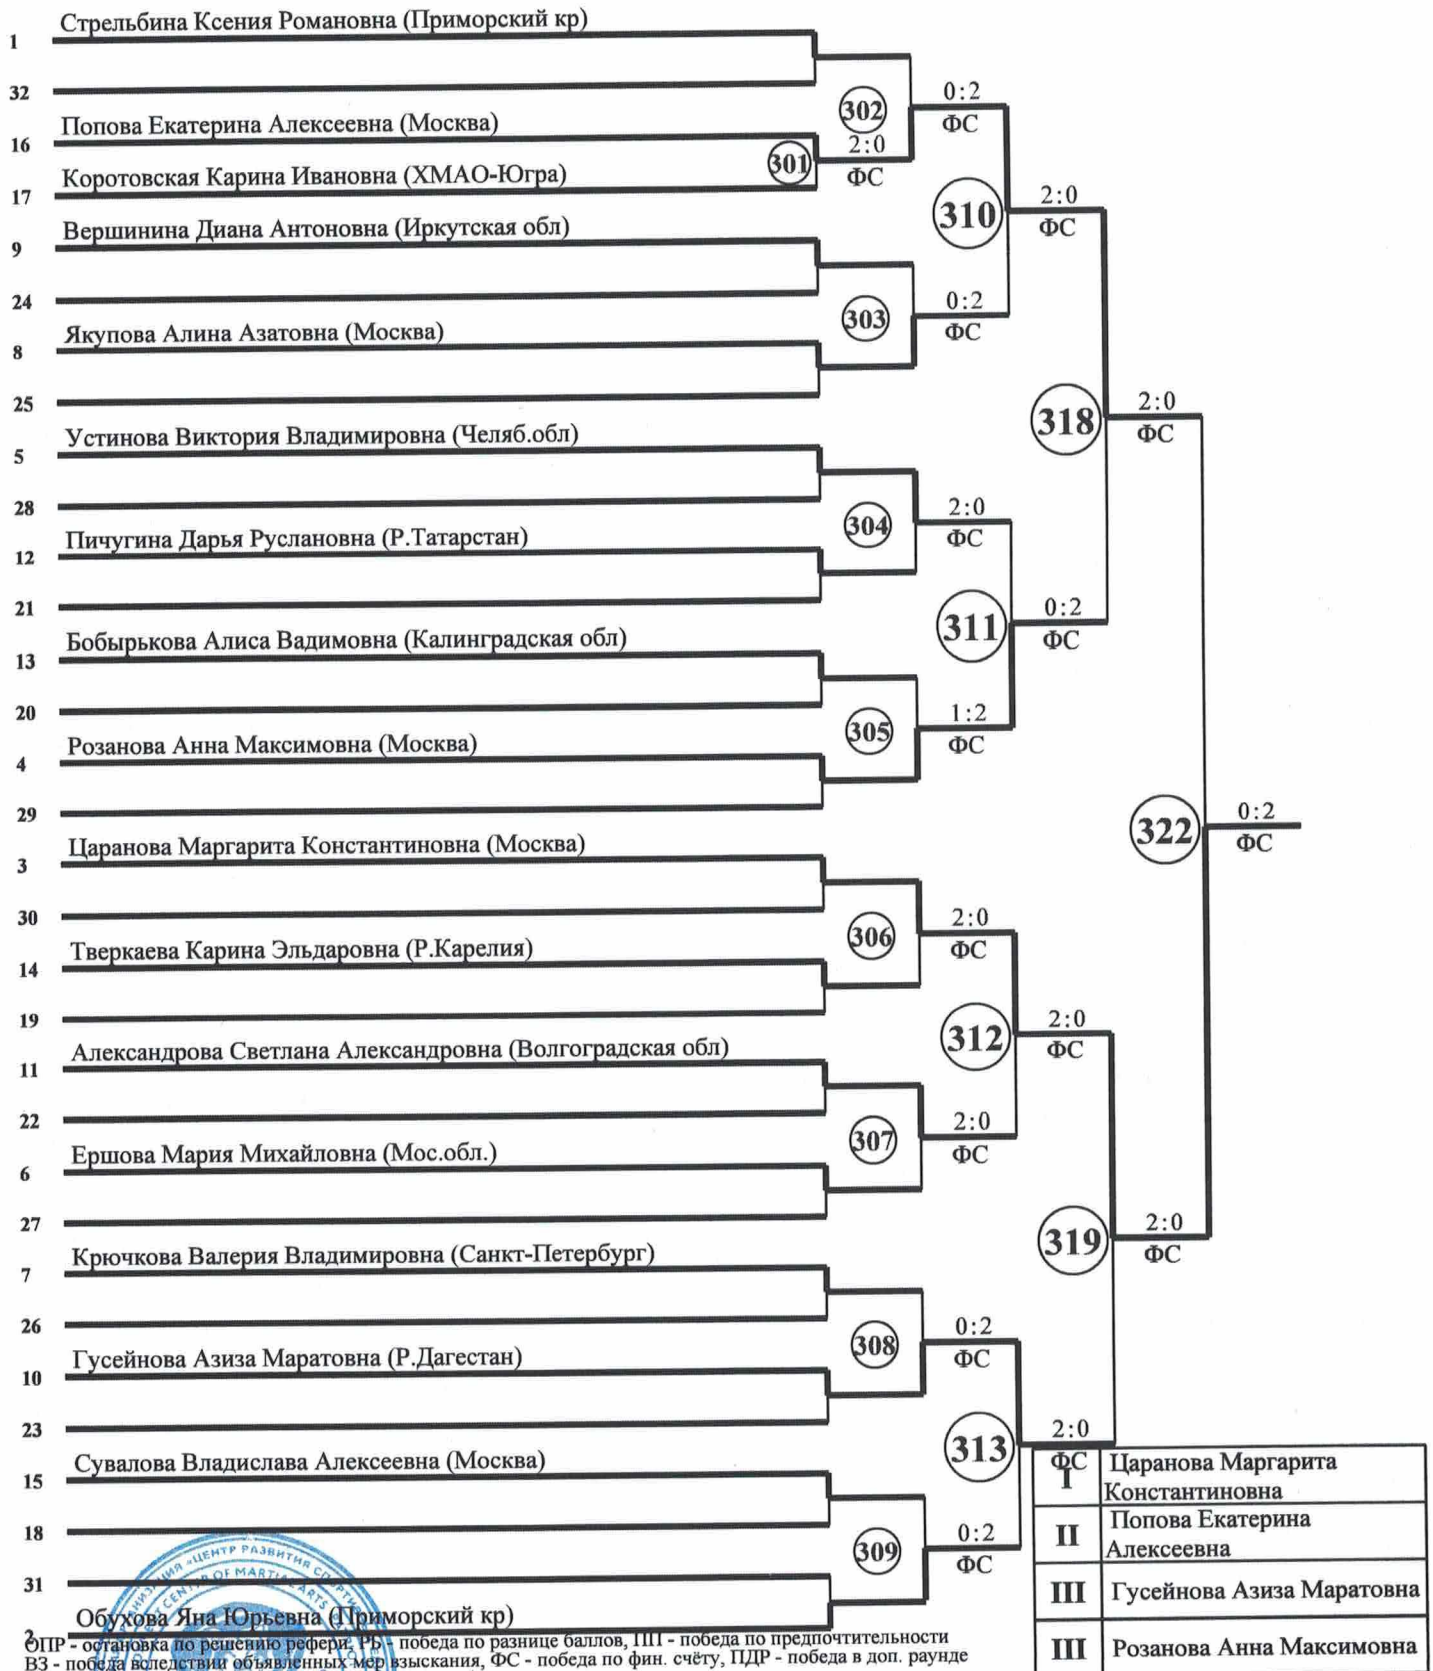 Стрельбина Ксения Романовна (Приморский кр)
1
32
302
0:2
ФС
Попова Екатерина Алексеевна (Москва)
16
301
2:0
ФС
Коротовская Карина Ивановна (ХМАО-Югра)
17
310
2:0
ФС
Вершинина Диана Антоновна (Иркутская обл)
9
24
303
0:2
ФС
Якупова Алина Азатовна (Москва)
8
25
318
2:0
ФС
Устинова Виктория Владимировна (Челяб.обл)
5
28
304
2:0
ФС
Пичугина Дарья Руслановна (Р.Татарстан)
12
21
311
0:2
ФС
Бобырькова Алиса Вадимовна (Калинградская обл)
13
20
305
1:2
ФС
Розанова Анна Максимовна (Москва)
4
29
322
0:2
ФС
Царанова Маргарита Константиновна (Москва)
3
30
306
2:0
ФС
Тверкаева Карина Эльдаровна (Р.Карелия)
14
19
312
2:0
ФС
Александрова Светлана Александровна (Волгоградская обл)
11
22
307
2:0
ФС
Ершова Мария Михайловна (Мос.обл.)
6
27
319
2:0
ФС
Крючкова Валерия Владимировна (Санкт-Петербург)
7
26
308
0:2
ФС
Гусейнова Азиза Маратовна (Р.Дагестан)
10
23
313
2:0
ФС
Сувалова Владислава Алексеевна (Москва)
15
18
309
0:2
ФС
31
Обухова Яна Юрьевна (Приморский кр)
2
I Царанова Маргарита
Константиновна
II Попова Екатерина
Алексеевна
III Гусейнова Азиза Маратовна
III Розанова Анна Максимовна
«ЦЕНТР РАЗВИТИЯ
CENTER OF MARTIAL ARTS
ОПР - остановка по решению рефери, РБ - победа по разнице баллов, ПП - победа по предпочтительности
ВЗ - победа вследствии объявленных мер взыскания, ФС - победа по фин. счёту, ПДР - победа в доп. раунде